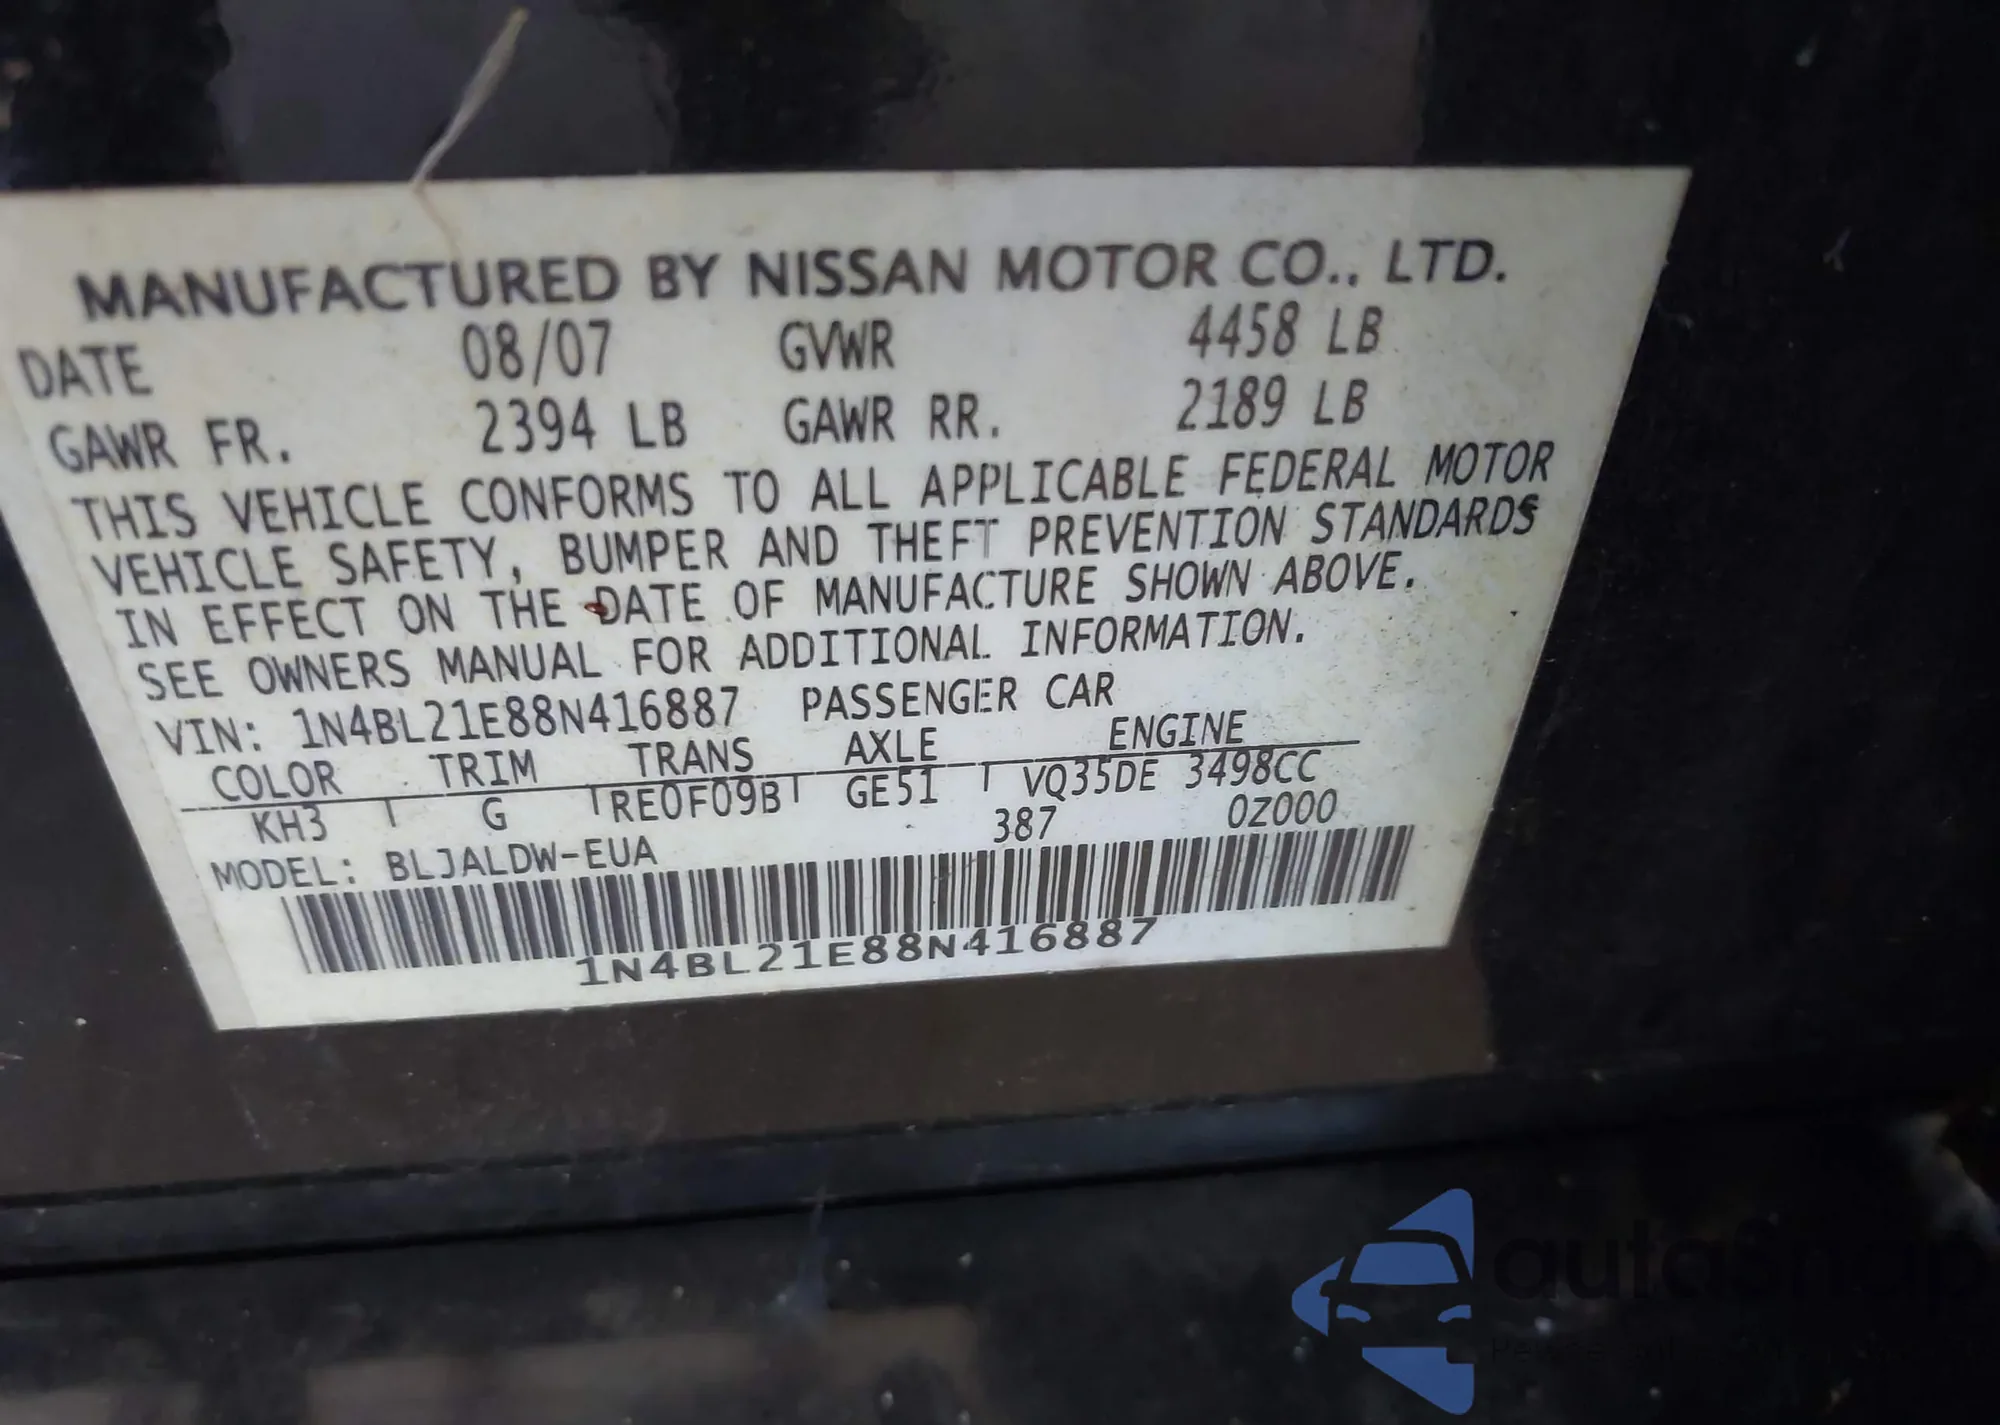 MANUFACTURED BY NISSAN MOTOR CO., LTD.
DATE 08/07 GVWR 4458 LB
GAWR FR. 2394 LB GAWR RR. 2189 LB
THIS VEHICLE CONFORMS TO ALL APPLICABLE FEDERAL MOTOR
VEHICLE SAFETY, BUMPER AND THEFT PREVENTION STANDARDS
IN EFFECT ON THE DATE OF MANUFACTURE SHOWN ABOVE.
SEE OWNERS MANUAL FOR ADDITIONAL INFORMATION.
VIN: 1N4BL21E88N416887 PASSENGER CAR
COLOR TRIM TRANS AXLE ENGINE
KH3 G RE0F09B GE51 VQ35DE 3498CC
MODEL: BLJALDW-EUA 387 0Z000
1N4BL21E88N416887